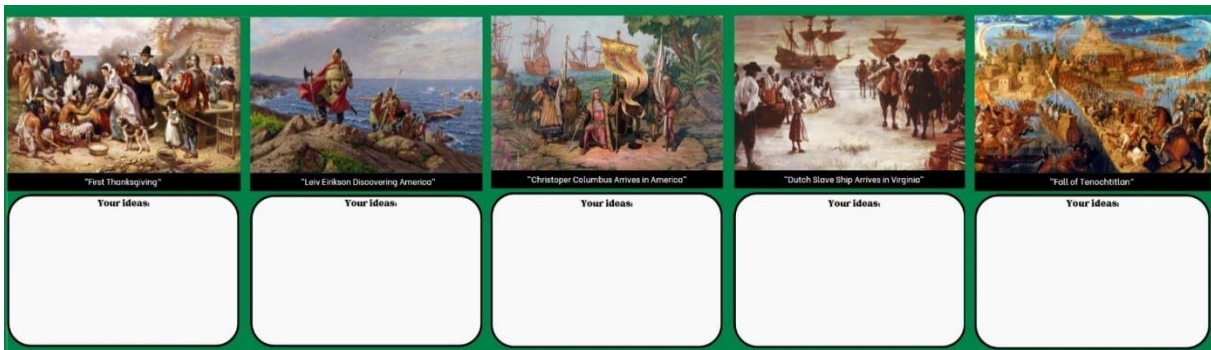 "First Thanksgiving"
"Leiv Eirikson Discovering America"
"Christoper Columbus Arrives in America"
"Dutch Slave Ship Arrives in Virginia"
"Fall of Tenochtitlan"
Your ideas:
Your ideas:
Your ideas:
Your ideas:
Your ideas: